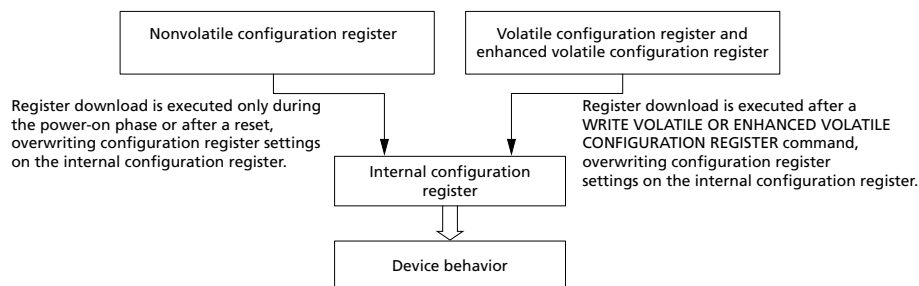 Nonvolatile configuration register
Volatile configuration register and
enhanced volatile configuration register
Register download is executed only during
the power-on phase or after a reset,
overwriting configuration register settings
on the internal configuration register.
Register download is executed after a
WRITE VOLATILE OR ENHANCED VOLATILE
CONFIGURATION REGISTER command,
overwriting configuration register
settings on the internal configuration register.
Internal configuration
register
Device behavior